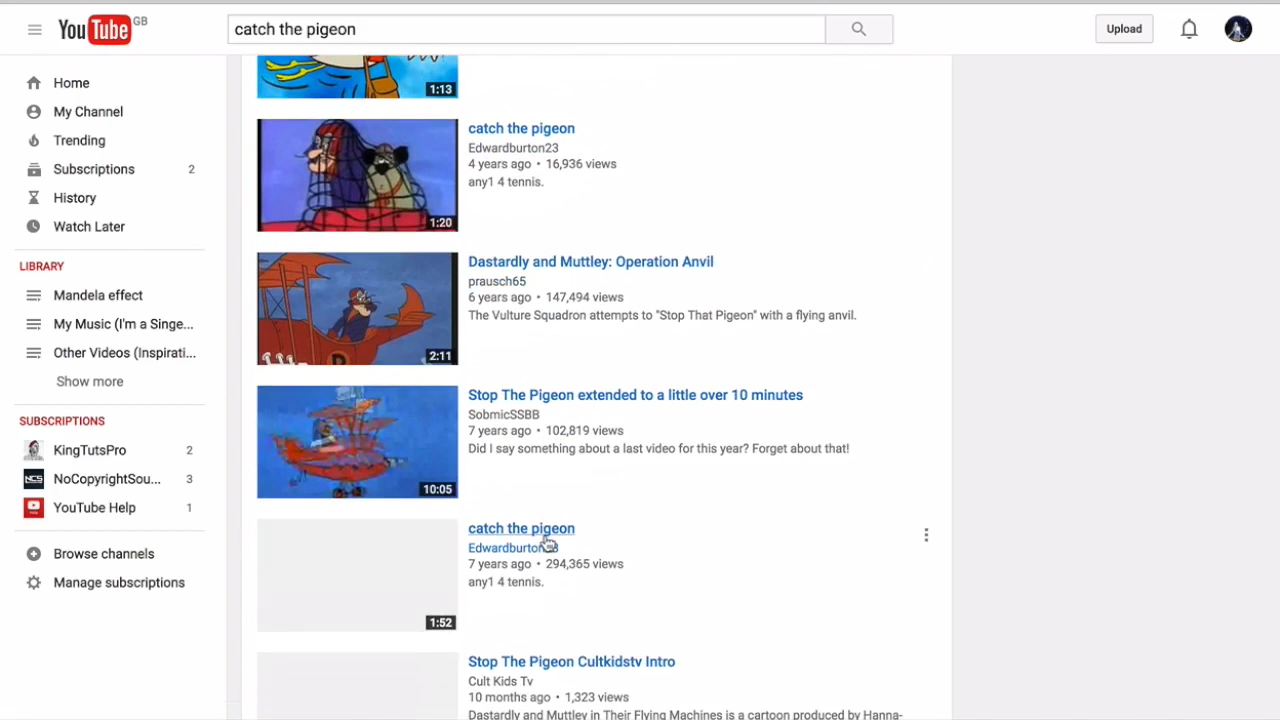 YouTube GB
catch the pigeon
Upload
Home
My Channel
Trending
Subscriptions 2
History
Watch Later
LIBRARY
Mandela effect
My Music (I'm a Singe...
Other Videos (Inspirati...
Show more
SUBSCRIPTIONS
KingTutsPro 2
NCS
NoCopyrightSou... 3
YouTube Help 1
Browse channels
Manage subscriptions
1:13
catch the pigeon
Edwardburton23
4 years ago • 16,936 views
any1 4 tennis.
1:20
Dastardly and Muttley: Operation Anvil
prausch65
6 years ago • 147,494 views
The Vulture Squadron attempts to "Stop That Pigeon" with a flying anvil.
2:11
Stop The Pigeon extended to a little over 10 minutes
SobmicSSBB
7 years ago • 102,819 views
Did I say something about a last video for this year? Forget about that!
10:05
catch the pigeon
Edwardburton23
7 years ago • 294,365 views
any1 4 tennis.
1:52
Stop The Pigeon Cultkidstv Intro
Cult Kids Tv
10 months ago • 1,323 views
Dastardly and Muttley in Their Flying Machines is a cartoon produced by Hanna-